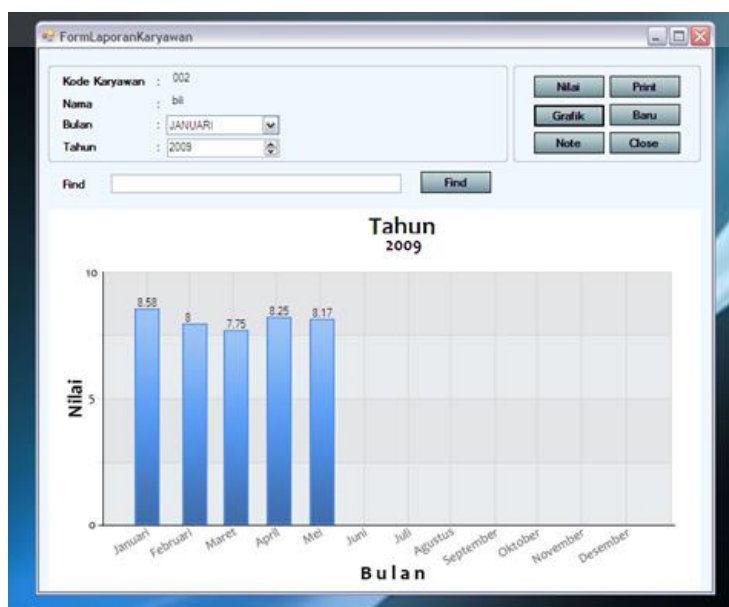 FormLaporanKaryawan
Kode Karyawan : 002
Nama : bili
Bulan : JANUARI
Tahun : 2009
Nilai Print
Grafik Baru
Note Close
Find Find
Tahun
2009
10
8.58 8 7.75 8.25 8.17
Nilai
5
0
Januari Februari Maret April Mei Juni Juli Agustus September Oktober November Desember
Bulan